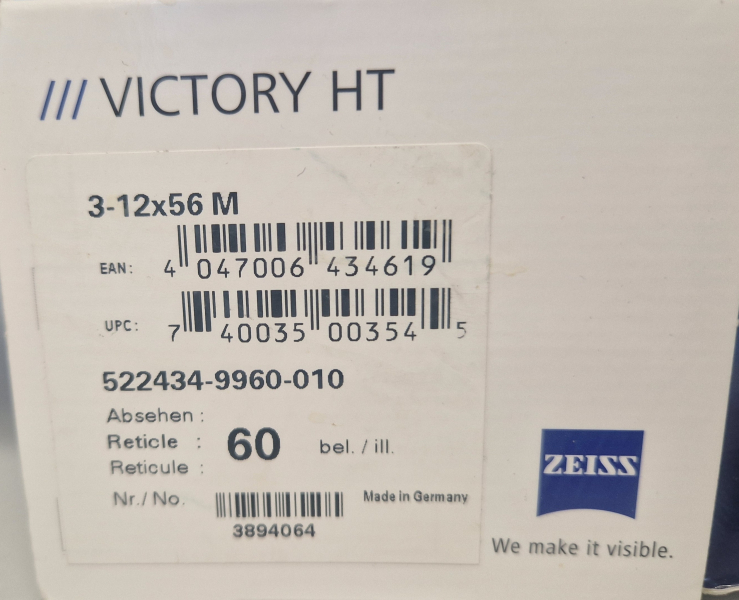 /// VICTORY HT
3-12x56 M
EAN: 4 047006 434619
UPC: 7 40035 00354 5
522434-9960-010
Absehen :
Reticle : 60 bel. / ill.
Reticule :
Nr./ No. Made in Germany
3894064
ZEISS
We make it visible.